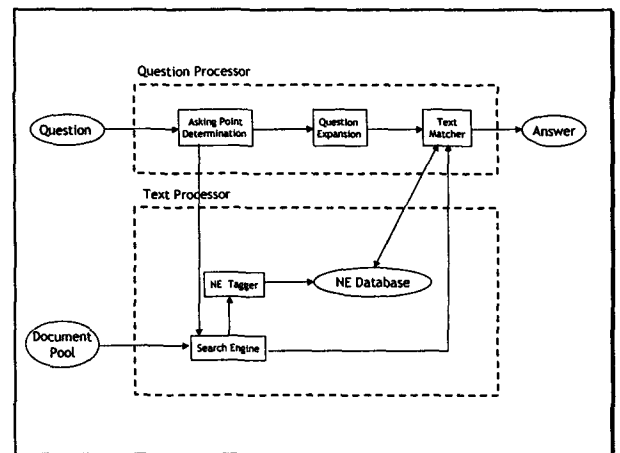 Question Processor
Question
Asking Point
Determination
Question
Expansion
Text
Matcher
Answer
Text Processor
NE Tagger
NE Database
Document
Pool
Search Engine